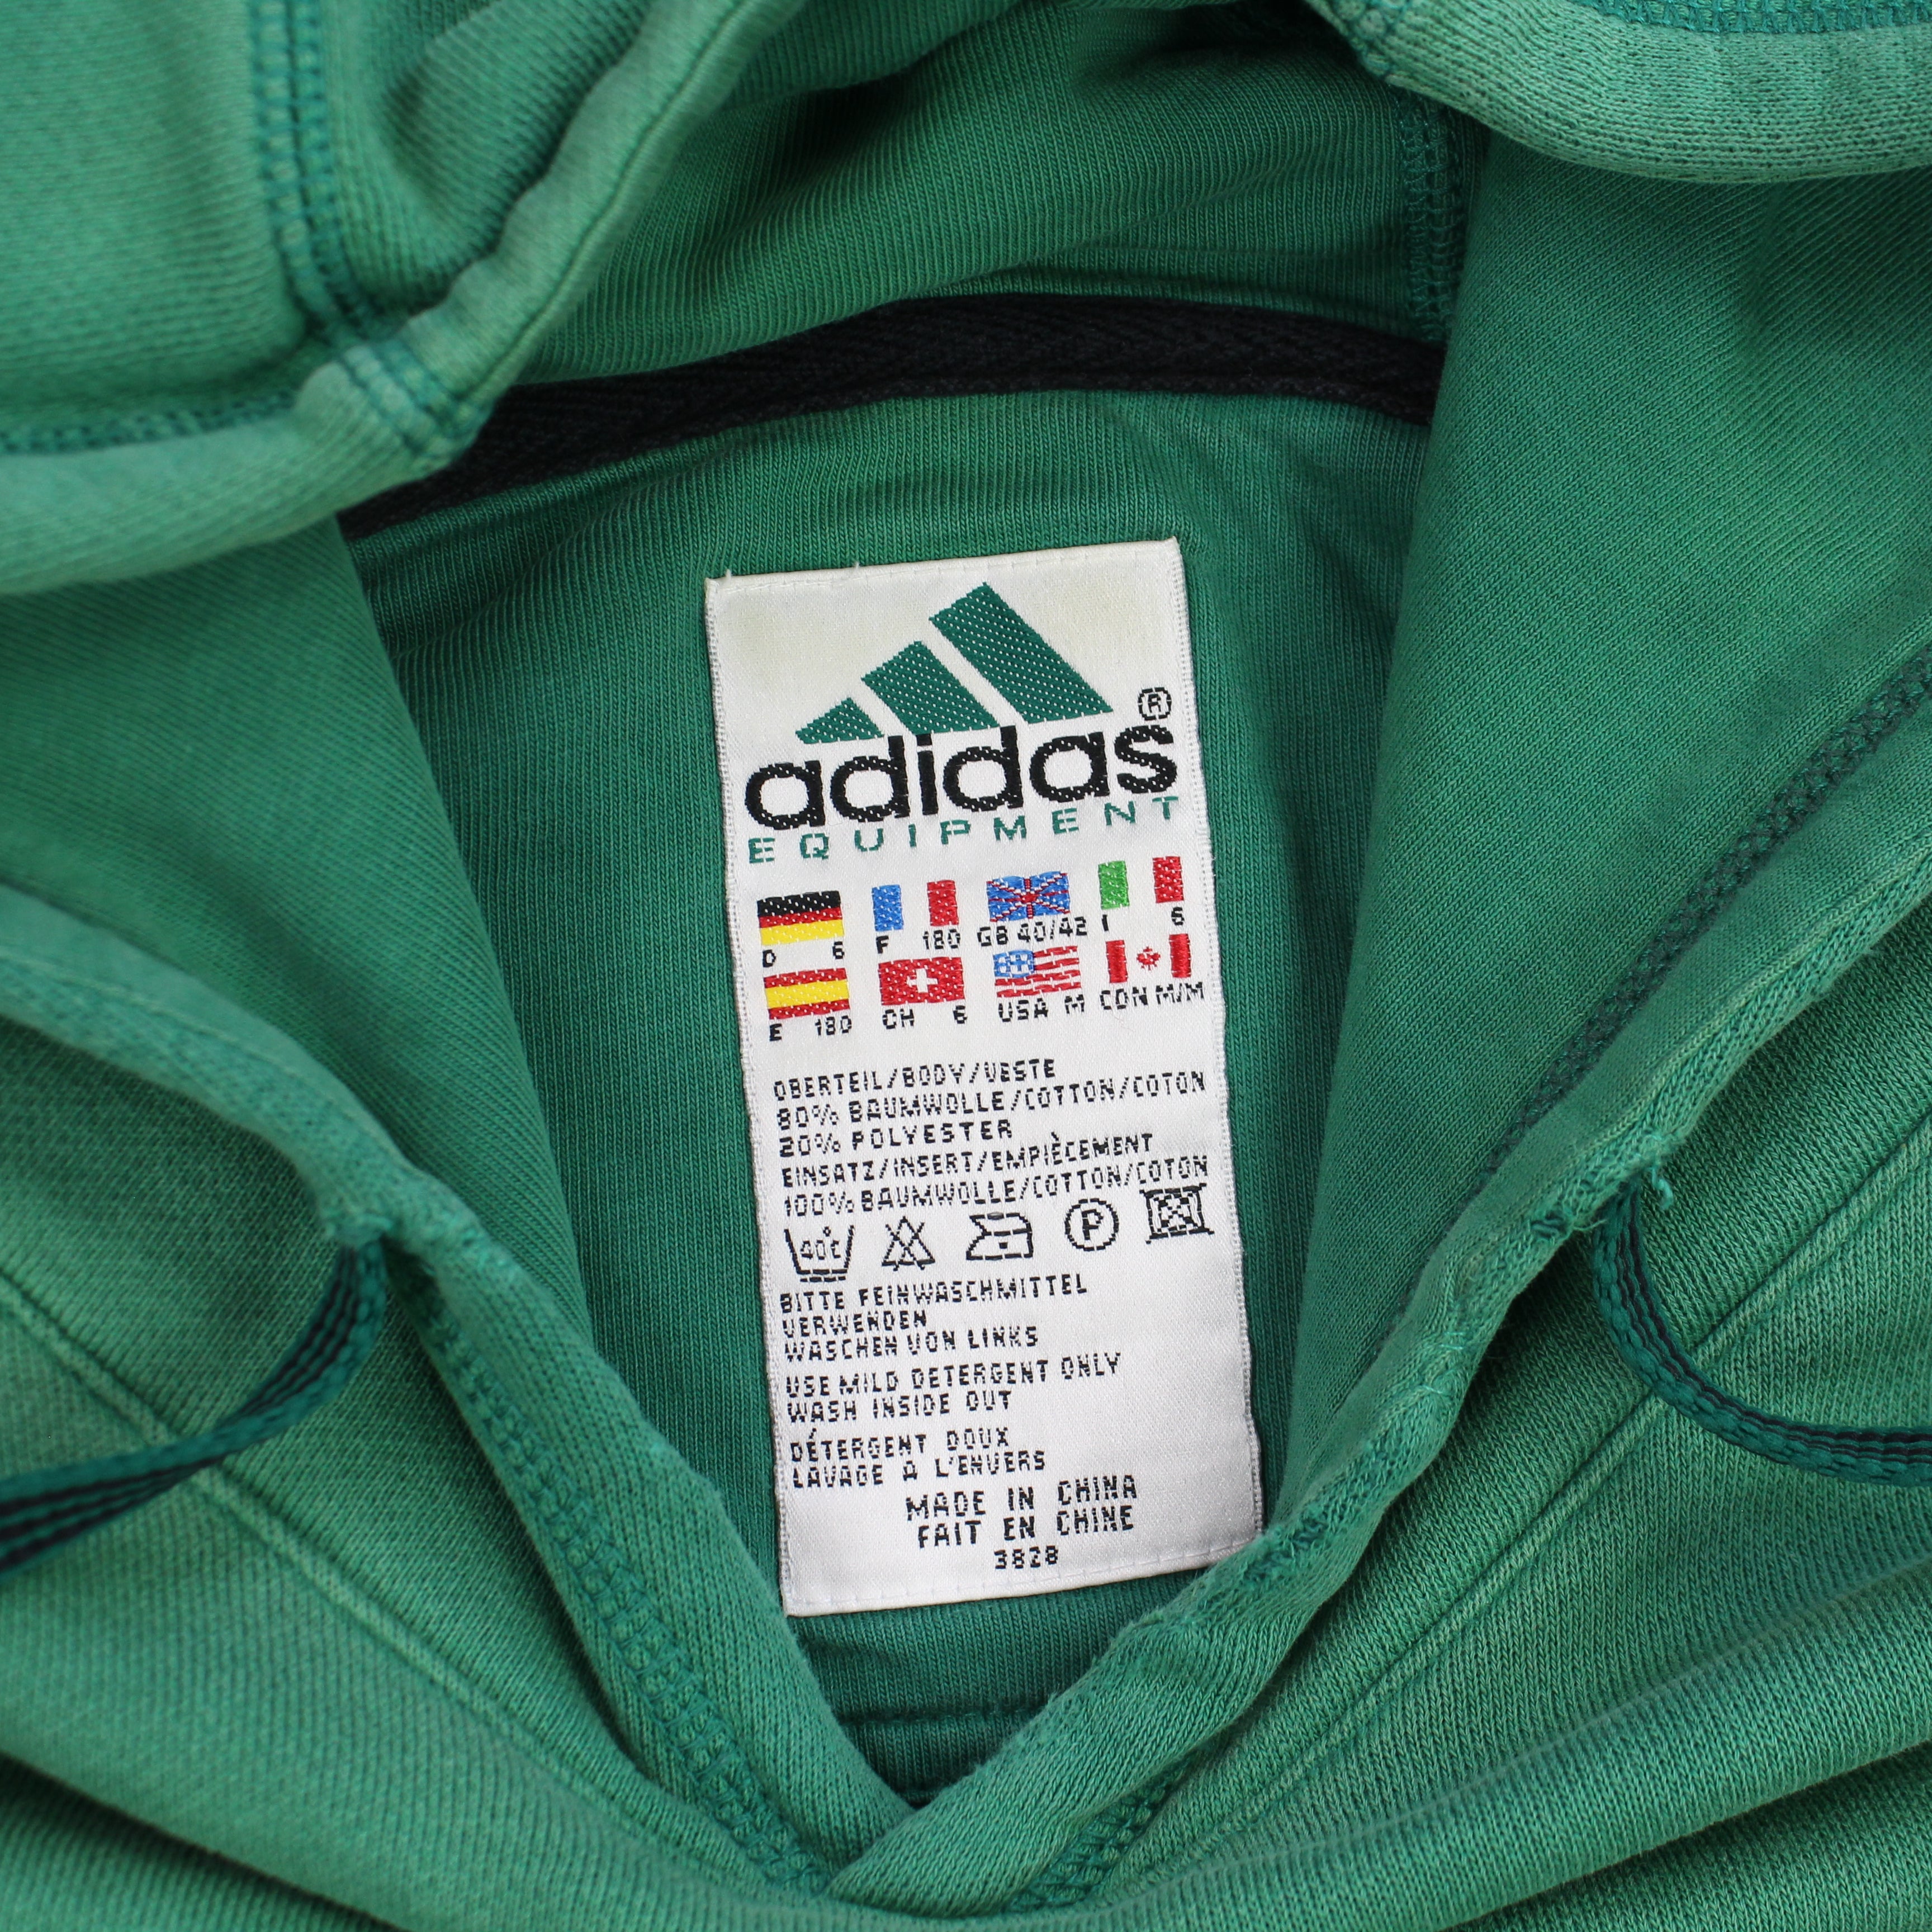 adidas®
EQUIPMENT
D 6 F 180 GB 40/42 I 6
E 180 CH 6 USA M CDN M/M
OBERTEIL/BODY/VESTE
80% BAUMWOLLE/COTTON/COTON
20% POLYESTER
EINSATZ/INSERT/EMPIÈCEMENT
100% BAUMWOLLE/COTTON/COTON
40°C P
BITTE FEINWASCHMITTEL
VERWENDEN
WASCHEN VON LINKS
USE MILD DETERGENT ONLY
WASH INSIDE OUT
DÉTERGENT DOUX
LAVAGE A L'ENVERS
MADE IN CHINA
FAIT EN CHINE
3828